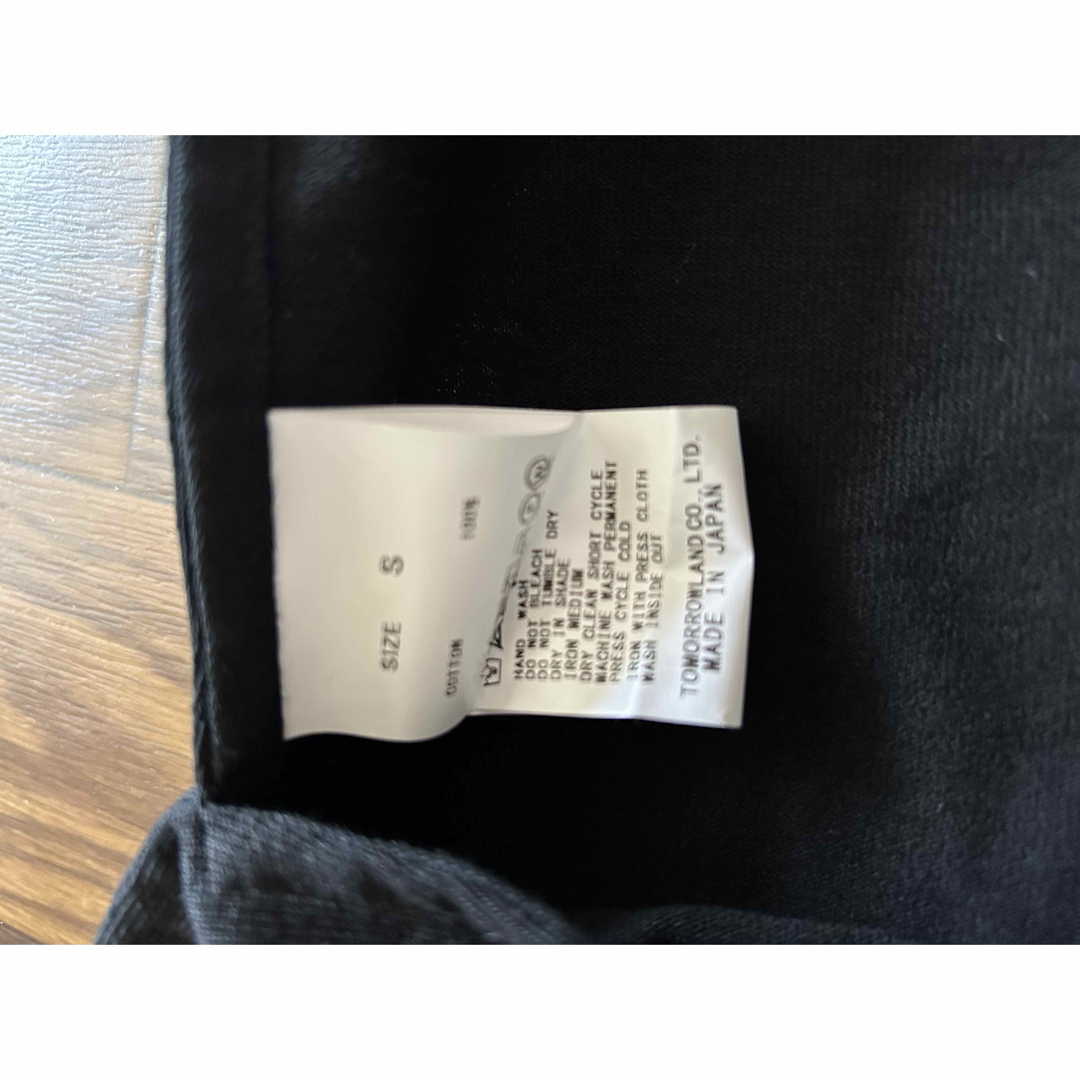 SIZE S
COTTON 100%
HAND WASH
DO NOT BLEACH
DO NOT TUMBLE DRY
DRY IN SHADE
IRON MEDIUM
DRY CLEAN SHORT CYCLE
MACHINE WASH PERMANENT
PRESS CYCLE COLD
IRON WITH PRESS CLOTH
WASH INSIDE OUT
TOMORROWLAND CO., LTD.
MADE IN JAPAN